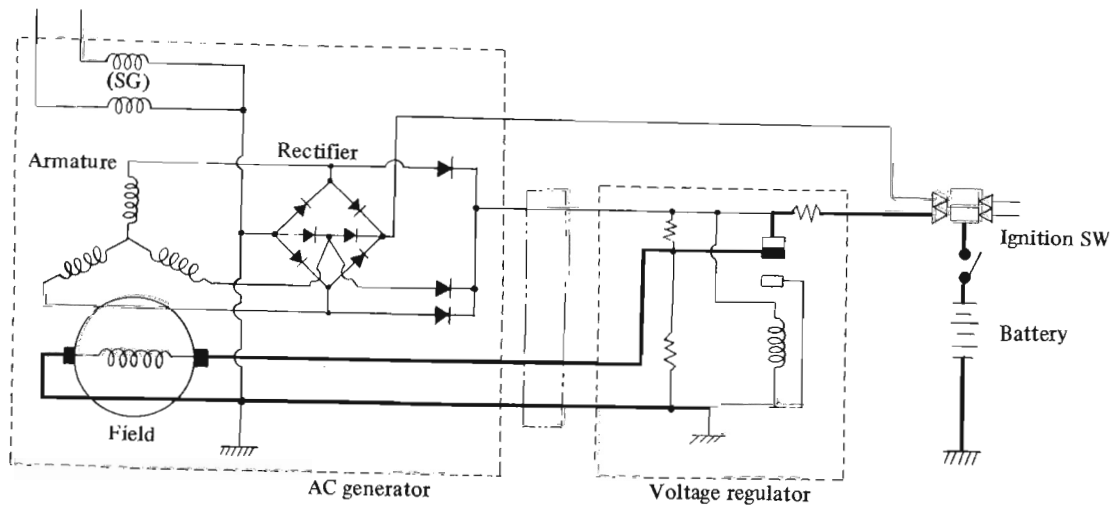 (SG)
Armature
Rectifier
Ignition SW
Battery
Field
AC generator
Voltage regulator